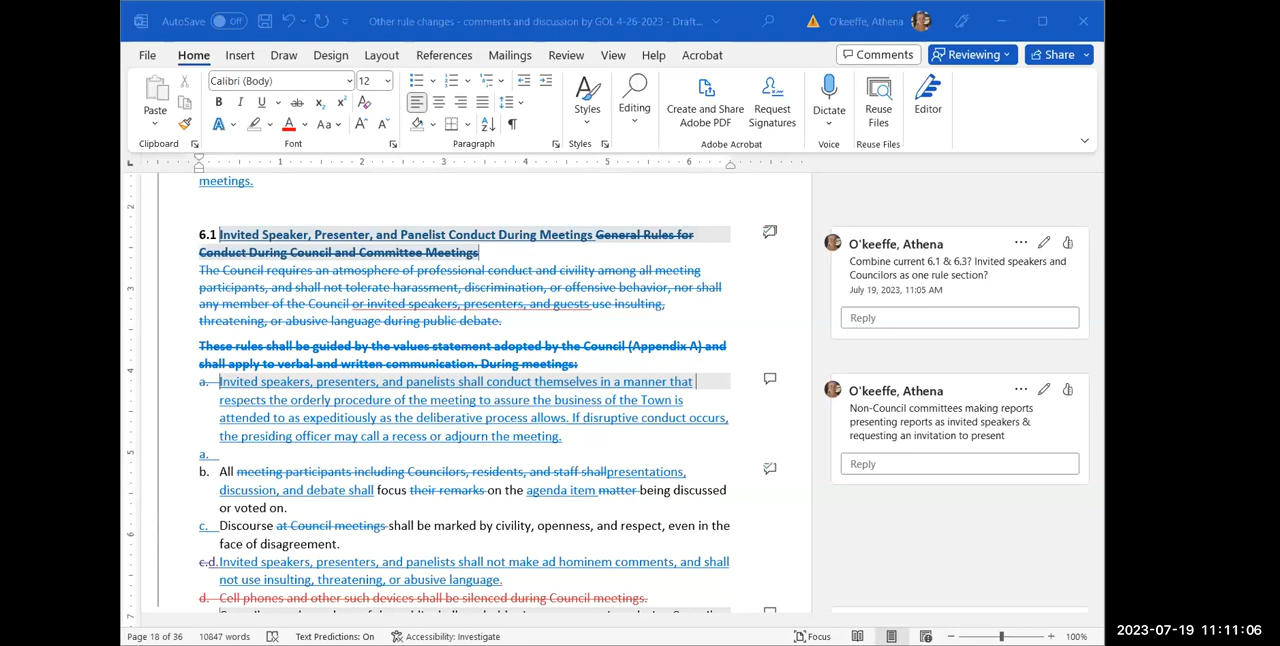 AutoSave Off Other rule changes - comments and discussion by GOL 4-26-2023 - Draft... O'keeffe, Athena
File Home Insert Draw Design Layout References Mailings Review View Help Acrobat Comments Reviewing Share
Paste Calibri (Body) 12 Styles Editing Create and Share Adobe PDF Request Signatures Dictate Reuse Files Editor
Clipboard Font Paragraph Styles Adobe Acrobat Voice Reuse Files
1 2 3 4 5 6
meetings.
6.1 Invited Speaker, Presenter, and Panelist Conduct During Meetings General Rules for
Conduct During Council and Committee Meetings
The Council requires an atmosphere of professional conduct and civility among all meeting
participants, and shall not tolerate harassment, discrimination, or offensive behavior, nor shall
any member of the Council or invited speakers, presenters, and guests use insulting,
threatening, or abusive language during public debate.
These rules shall be guided by the values statement adopted by the Council (Appendix A) and
shall apply to verbal and written communication. During meetings:
a. Invited speakers, presenters, and panelists shall conduct themselves in a manner that
respects the orderly procedure of the meeting to assure the business of the Town is
attended to as expeditiously as the deliberative process allows. If disruptive conduct occurs,
the presiding officer may call a recess or adjourn the meeting.
a.
b. All meeting participants including Councilors, residents, and staff shallpresentations,
discussion, and debate shall focus their remarks on the agenda item matter being discussed
or voted on.
c. Discourse at Council meetings shall be marked by civility, openness, and respect, even in the
face of disagreement.
c.d. Invited speakers, presenters, and panelists shall not make ad hominem comments, and shall
not use insulting, threatening, or abusive language.
d. Cell phones and other such devices shall be silenced during Council meetings.
O'keeffe, Athena
Combine current 6.1 & 6.3? Invited speakers and
Councilors as one rule section?
July 19, 2023, 11:05 AM
Reply
O'keeffe, Athena
Non-Council committees making reports
presenting reports as invited speakers &
requesting an invitation to present
Reply
Page 18 of 36 10847 words Text Predictions: On Accessibility: Investigate Focus 100%
2023-07-19 11:11:06